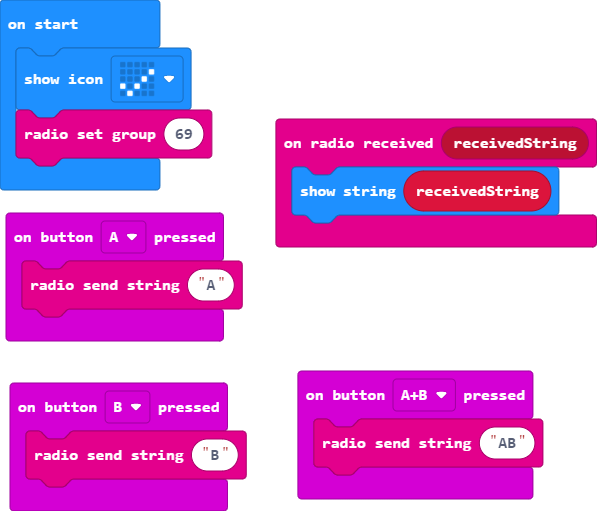 on start
show icon
radio set group 69
on radio received receivedString
show string receivedString
on button A pressed
radio send string "A"
on button B pressed
radio send string "B"
on button A+B pressed
radio send string "AB"